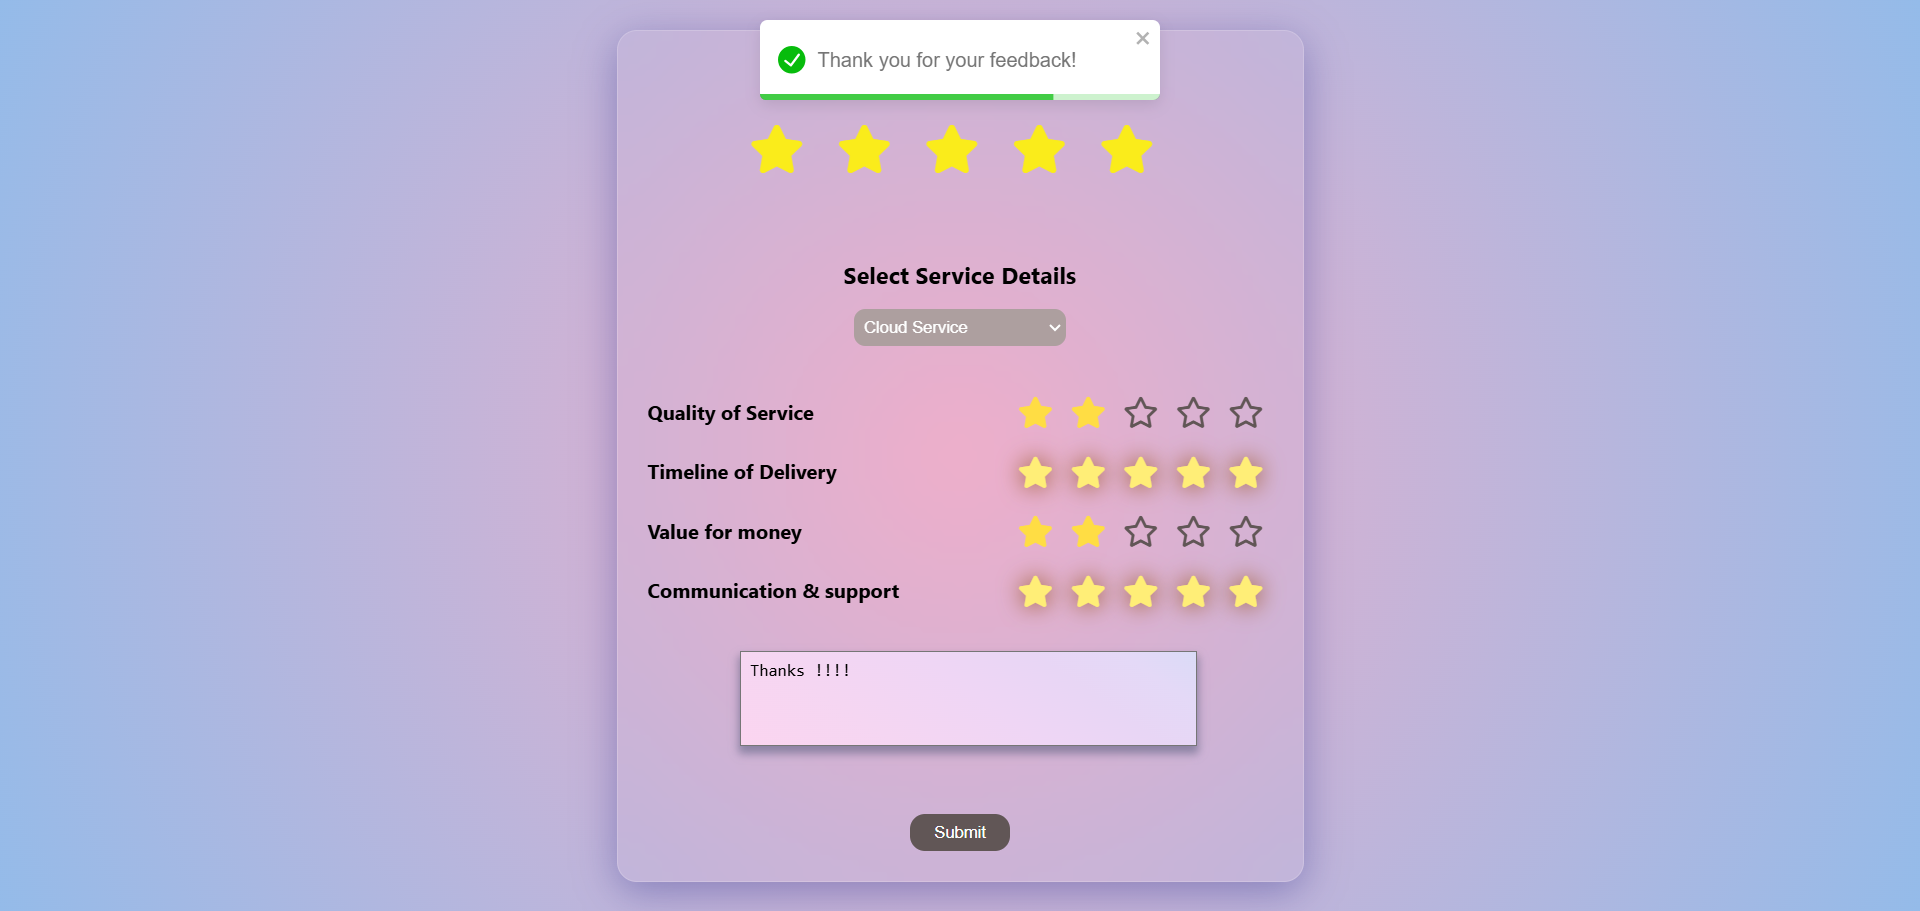 Thank you for your feedback!
Select Service Details
Cloud Service
Quality of Service
Timeline of Delivery
Value for money
Communication & support
Thanks !!!!
Submit